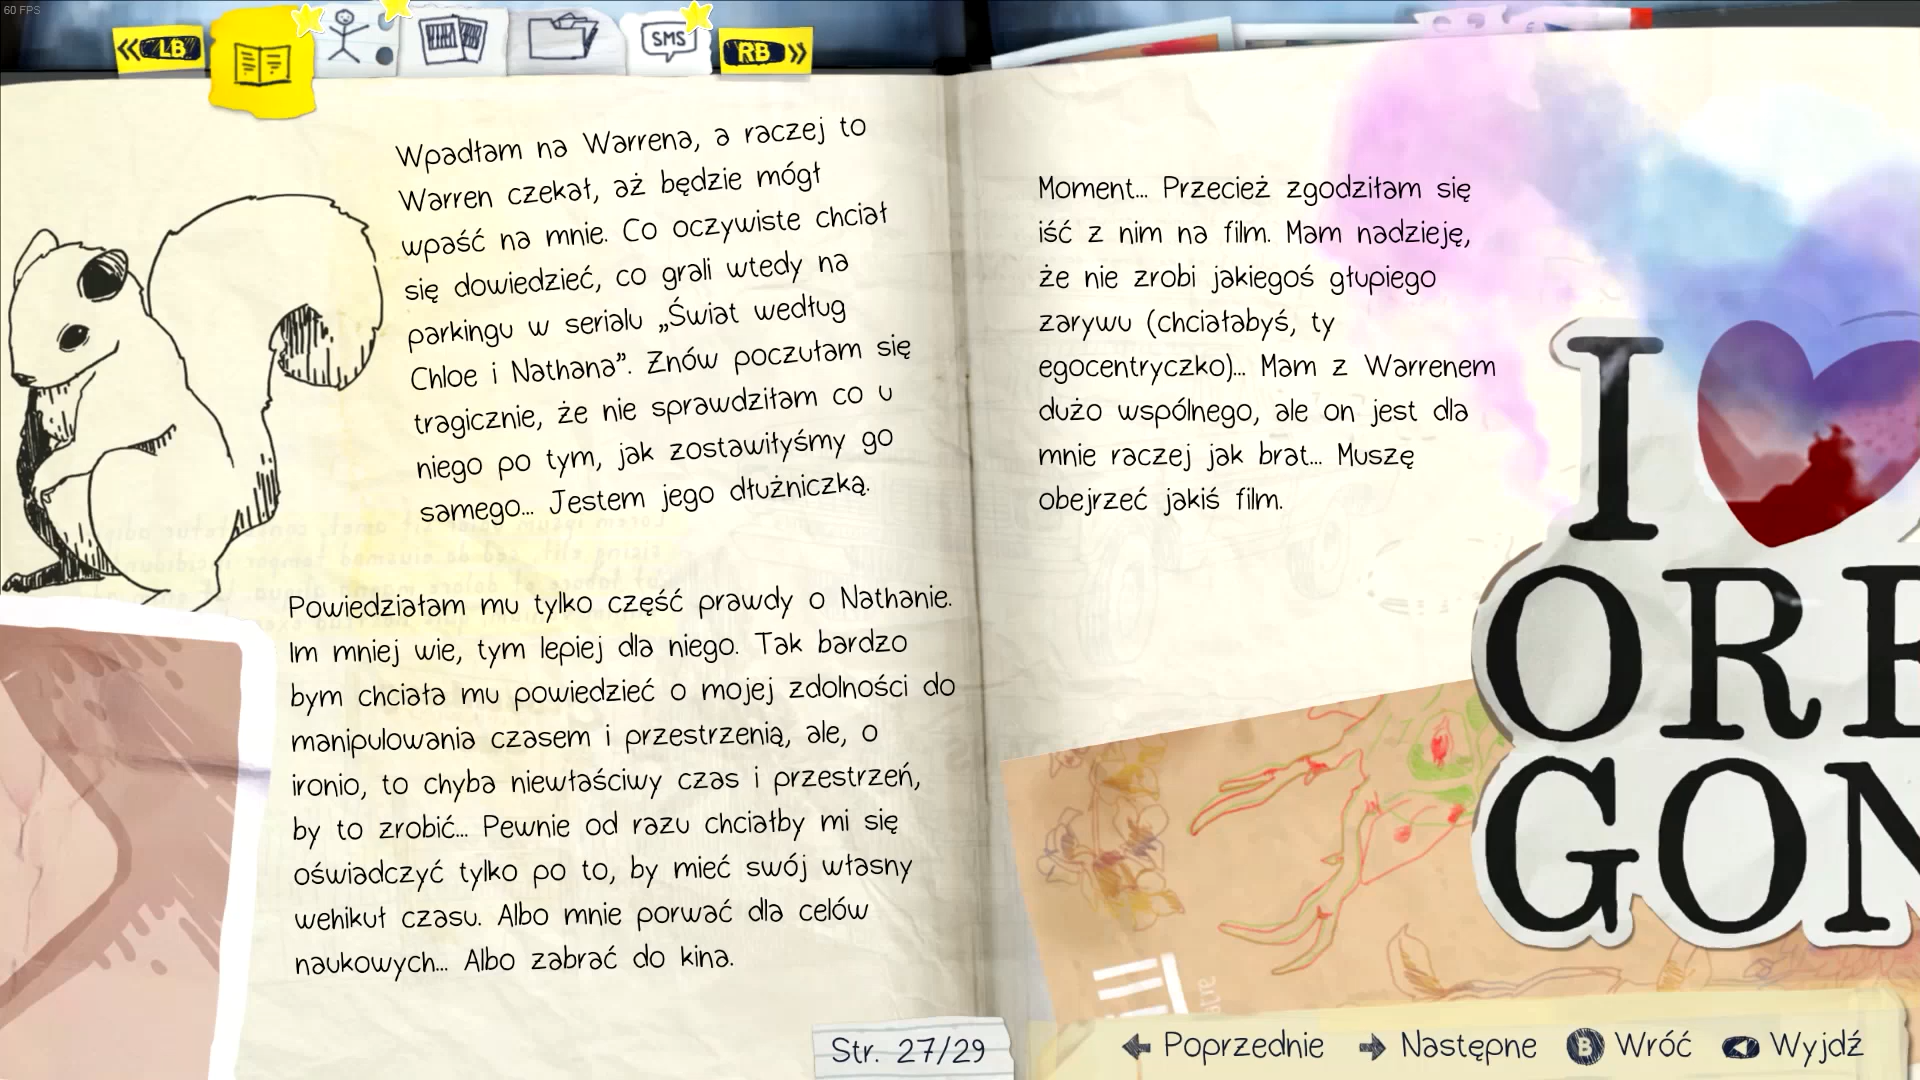 60 FPS
LB
SMS
RB
Wpadłam na Warrena, a raczej to
Warren czekał, aż będzie mógł
wpaść na mnie. Co oczywiste chciał
się dowiedzieć, co grali wtedy na
parkingu w serialu „Świat według
Chloe i Nathana”. Znów poczułam się
tragicznie, że nie sprawdziłam co u
niego po tym, jak zostawiłyśmy go
samego... Jestem jego dłużniczką.
Powiedziałam mu tylko część prawdy o Nathanie.
Im mniej wie, tym lepiej dla niego. Tak bardzo
bym chciała mu powiedzieć o mojej zdolności do
manipulowania czasem i przestrzenią, ale, o
ironio, to chyba niewłaściwy czas i przestrzeń,
by to zrobić... Pewnie od razu chciałby mi się
oświadczyć tylko po to, by mieć swój własny
wehikuł czasu. Albo mnie porwać dla celów
naukowych... Albo zabrać do kina.
Moment... Przecież zgodziłam się
iść z nim na film. Mam nadzieję,
że nie zrobi jakiegoś głupiego
zarywu (chciałabyś, ty
egocentryczko)... Mam z Warrenem
dużo wspólnego, ale on jest dla
mnie raczej jak brat... Muszę
obejrzeć jakiś film.
I
ORE
GON
Str. 27/29
Poprzednie
Następne
B Wróć
Wyjdź